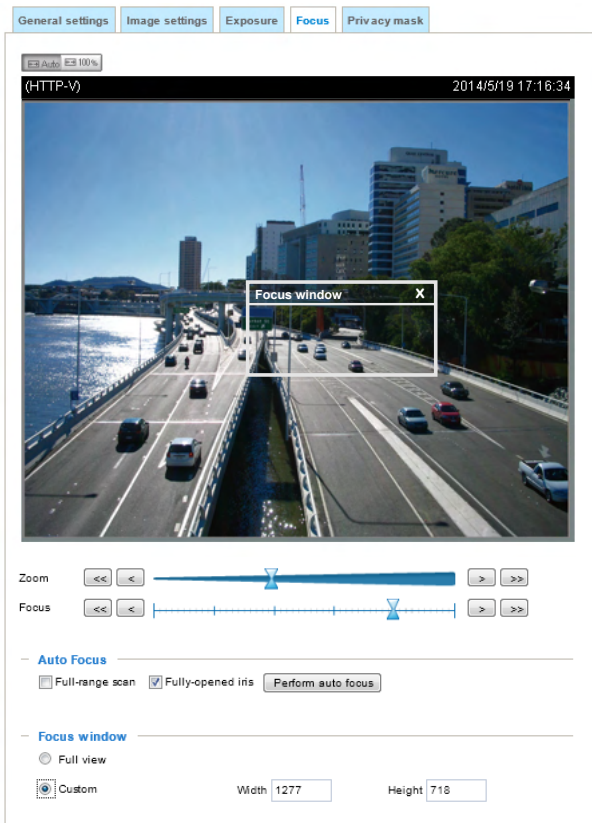 General settings Image settings Exposure Focus Privacy mask
Auto 100%
(HTTP-V) 2014/5/19 17:16:34
Focus window X
Zoom << < > >>
Focus << < > >>
Auto Focus
Full-range scan Fully-opened iris Perform auto focus
Focus window
Full view
Custom Width 1277 Height 718